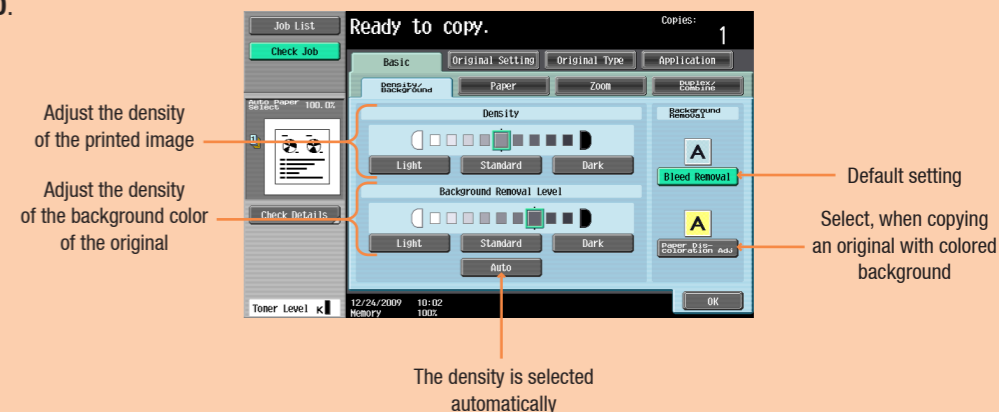 .
Job List
Check Job
Ready to copy.
Copies:
1
Basic
Original Setting
Original Type
Application
Density/
Background
Paper
Zoom
Duplex/
Combine
Auto Paper
Select
100.0%
Adjust the density
of the printed image
Density
Light
Standard
Dark
Background
Removal
A
Bleed Removal
Default setting
Adjust the density
of the background color
of the original
Background Removal Level
Light
Standard
Dark
Auto
A
Paper Dis-
coloration Adj
Select, when copying
an original with colored
background
Check Details
Toner Level K
12/24/2009 10:02
Memory 100%
OK
The density is selected
automatically